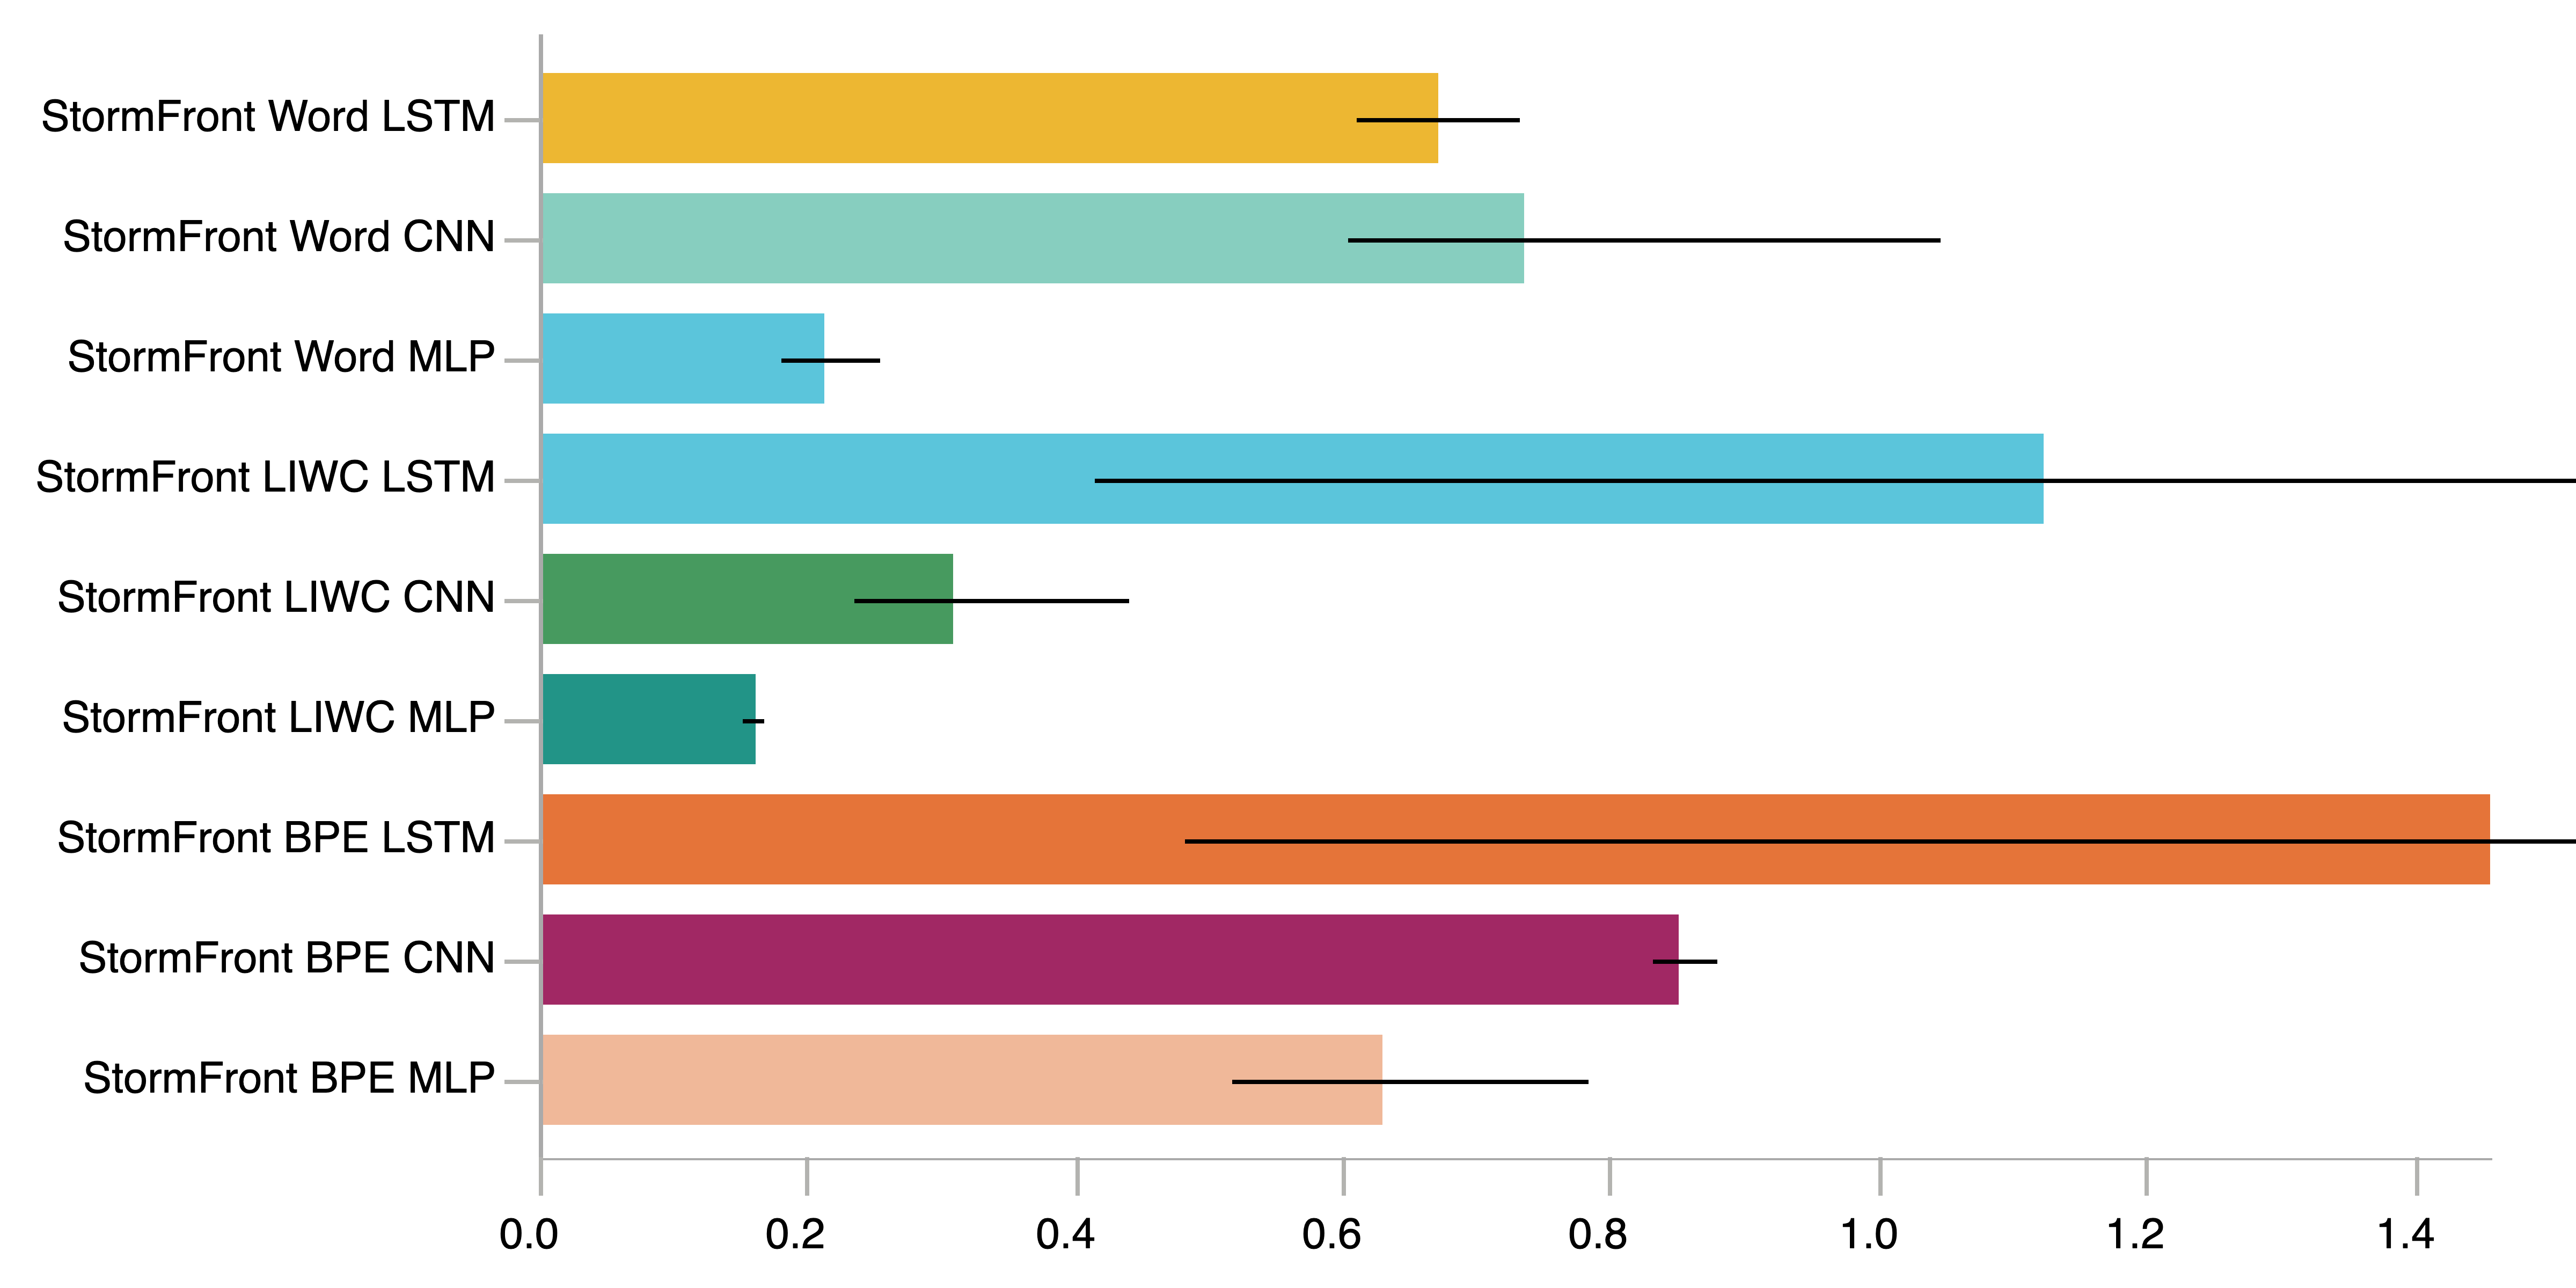 StormFront Word LSTM
StormFront Word CNN
StormFront Word MLP
StormFront LIWC LSTM
StormFront LIWC CNN
StormFront LIWC MLP
StormFront BPE LSTM
StormFront BPE CNN
StormFront BPE MLP
0.0 0.2 0.4 0.6 0.8 1.0 1.2 1.4